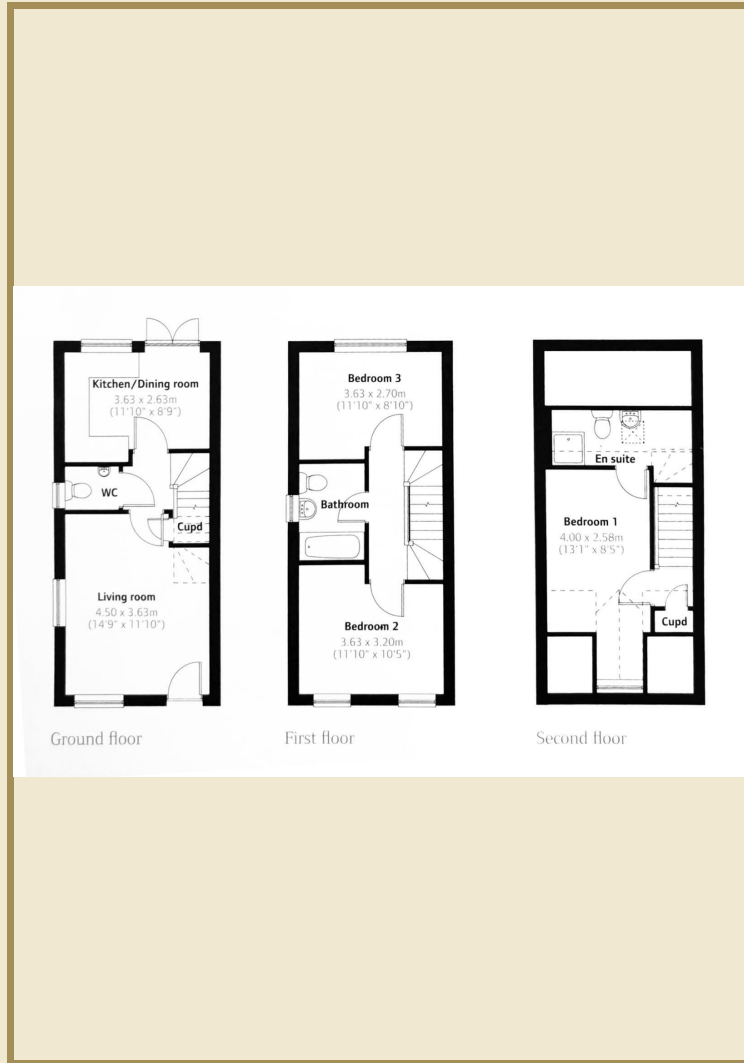 Kitchen/Dining room
3.63 x 2.63m
(11'10" x 8'9")
WC
Cupd
Living room
4.50 x 3.63m
(14'9" x 11'10")
Ground floor
Bedroom 3
3.63 x 2.70m
(11'10" x 8'10")
Bathroom
Bedroom 2
3.63 x 3.20m
(11'10" x 10'5")
First floor
En suite
Bedroom 1
4.00 x 2.58m
(13'1" x 8'5")
Cupd
Second floor